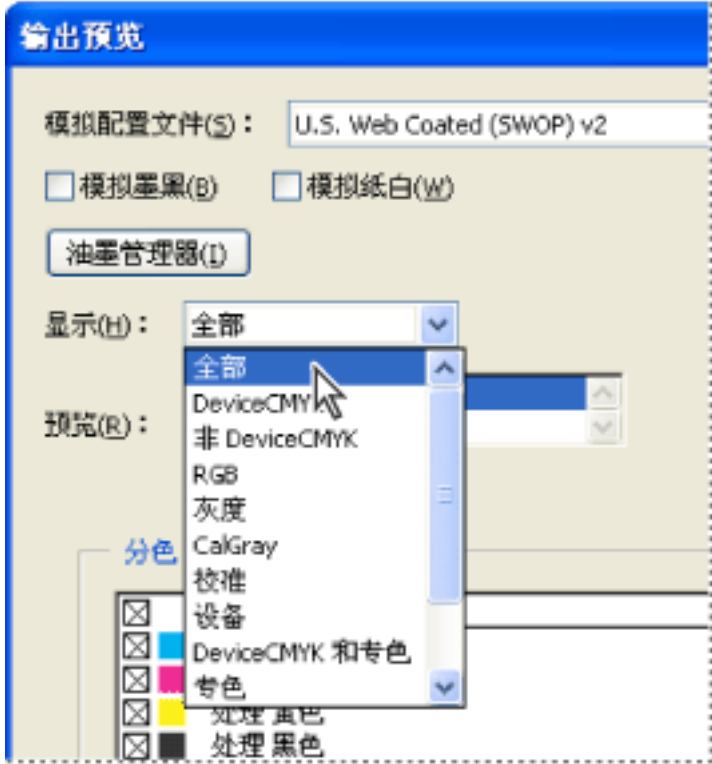 输出预览
模拟配置文件(S)： U.S. Web Coated (SWOP) v2
模拟墨黑(B) 模拟纸白(W)
油墨管理器(I)
显示(H)： 全部
全部
DeviceCMYK
非 DeviceCMYK
预览(R)：
RGB
灰度
CalGray
分色
校准
设备
DeviceCMYK 和专色
专色
处理 黄色
处理 黑色